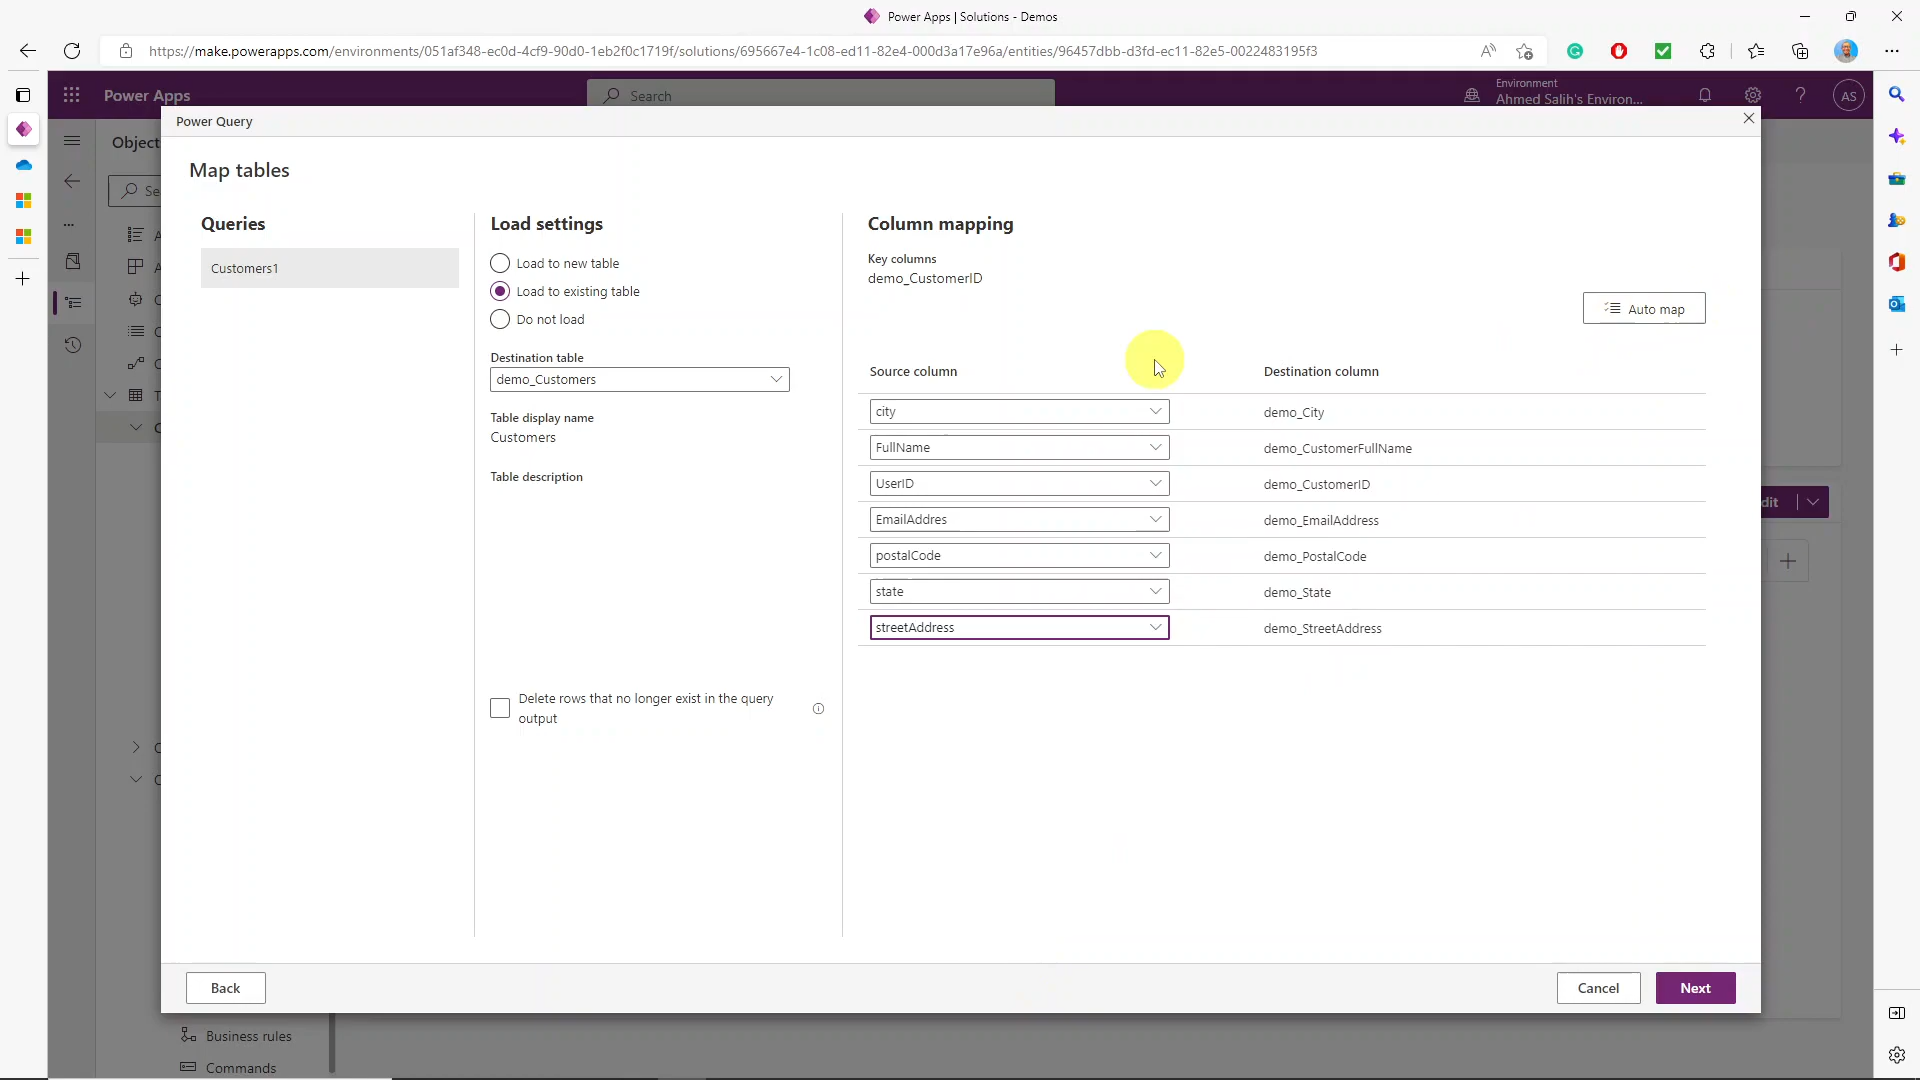 Power Apps | Solutions - Demos
https://make.powerapps.com/environments/051af348-ec0d-4cf9-90d0-1eb2f0c1719f/solutions/695667e4-1c08-ed11-82e4-000d3a17e96a/entities/96457dbb-d3fd-ec11-82e5-0022483195f3
Power Apps
Search
Environment
Ahmed Salih's Environ...
AS
Object
Power Query
Map tables
Queries
Customers1
Load settings
Load to new table
Load to existing table
Do not load
Destination table
demo_Customers
Table display name
Customers
Table description
Delete rows that no longer exist in the query
output
Column mapping
Key columns
demo_CustomerID
Auto map
Source column Destination column
city demo_City
FullName demo_CustomerFullName
UserID demo_CustomerID
EmailAddres demo_EmailAddress
postalCode demo_PostalCode
state demo_State
streetAddress demo_StreetAddress
dit
Back Cancel Next
Business rules
Commands